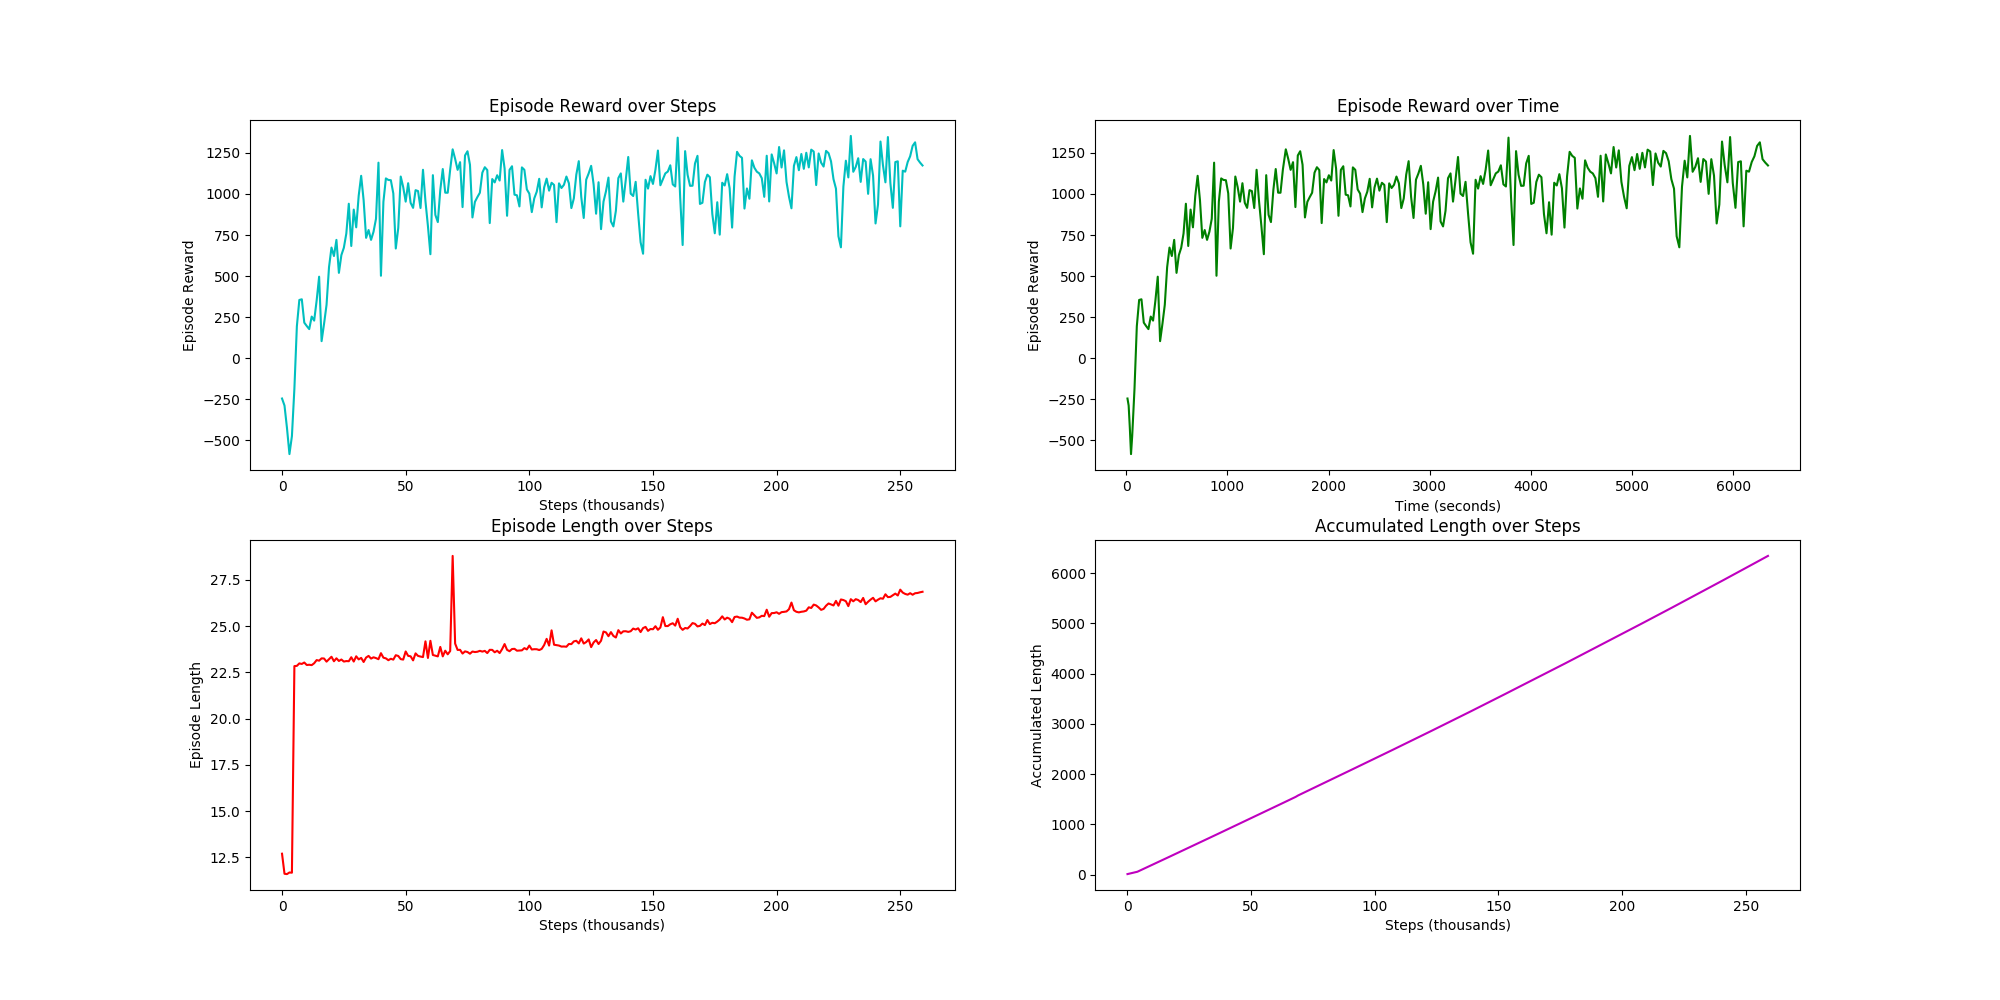 Episode Reward over Steps
Episode Reward
1250
1000
750
500
250
0
−250
−500
0 50 100 150 200 250
Steps (thousands)
Episode Reward over Time
Episode Reward
1250
1000
750
500
250
0
−250
−500
0 1000 2000 3000 4000 5000 6000
Time (seconds)
Episode Length over Steps
Episode Length
27.5
25.0
22.5
20.0
17.5
15.0
12.5
0 50 100 150 200 250
Steps (thousands)
Accumulated Length over Steps
Accumulated Length
6000
5000
4000
3000
2000
1000
0
0 50 100 150 200 250
Steps (thousands)